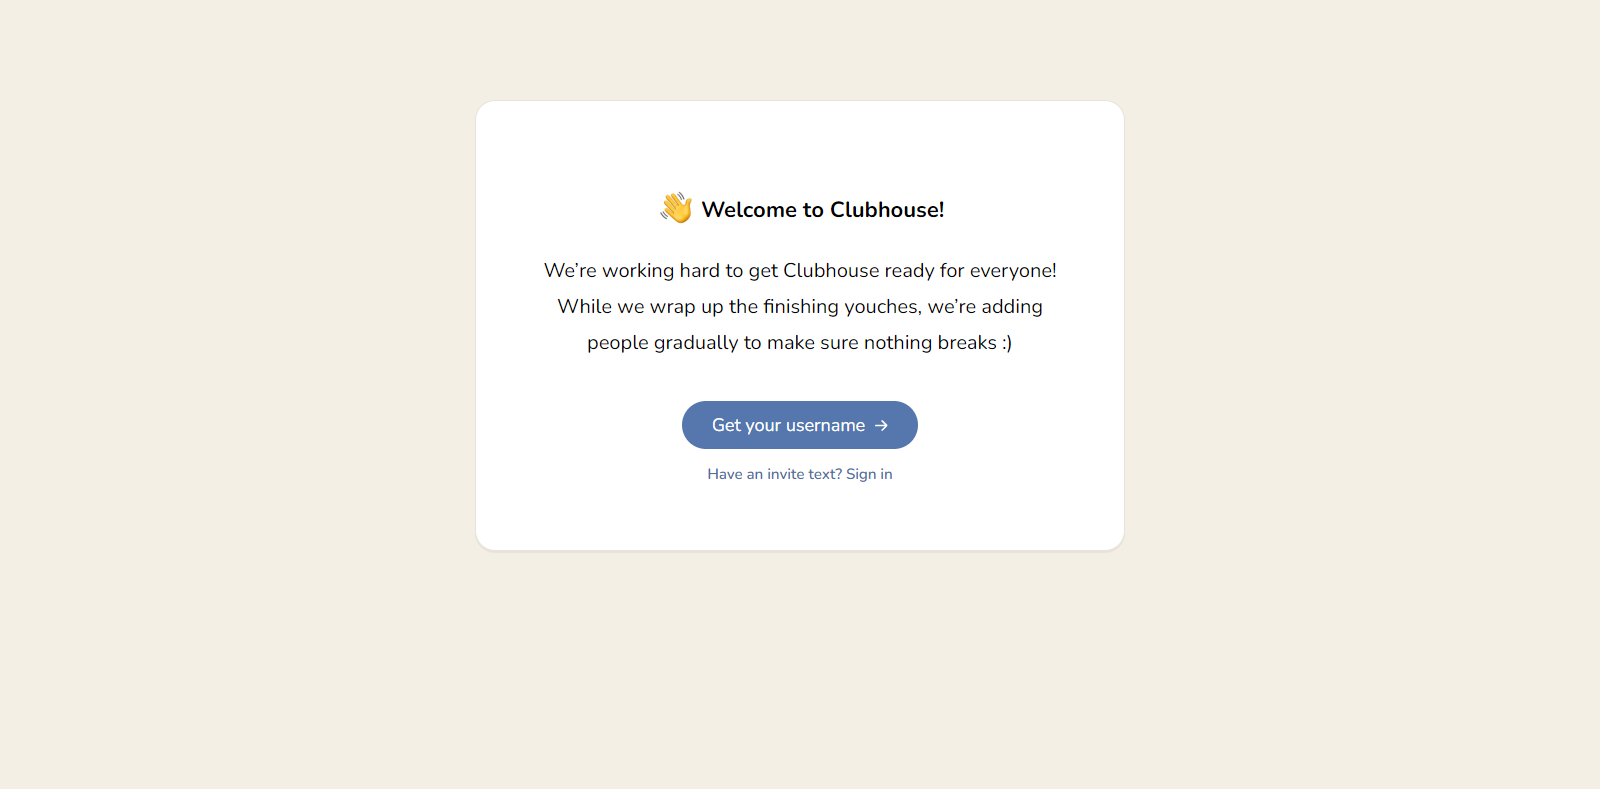 👋 Welcome to Clubhouse!
We’re working hard to get Clubhouse ready for everyone!
While we wrap up the finishing youches, we’re adding
people gradually to make sure nothing breaks :)
Get your username →
Have an invite text? Sign in